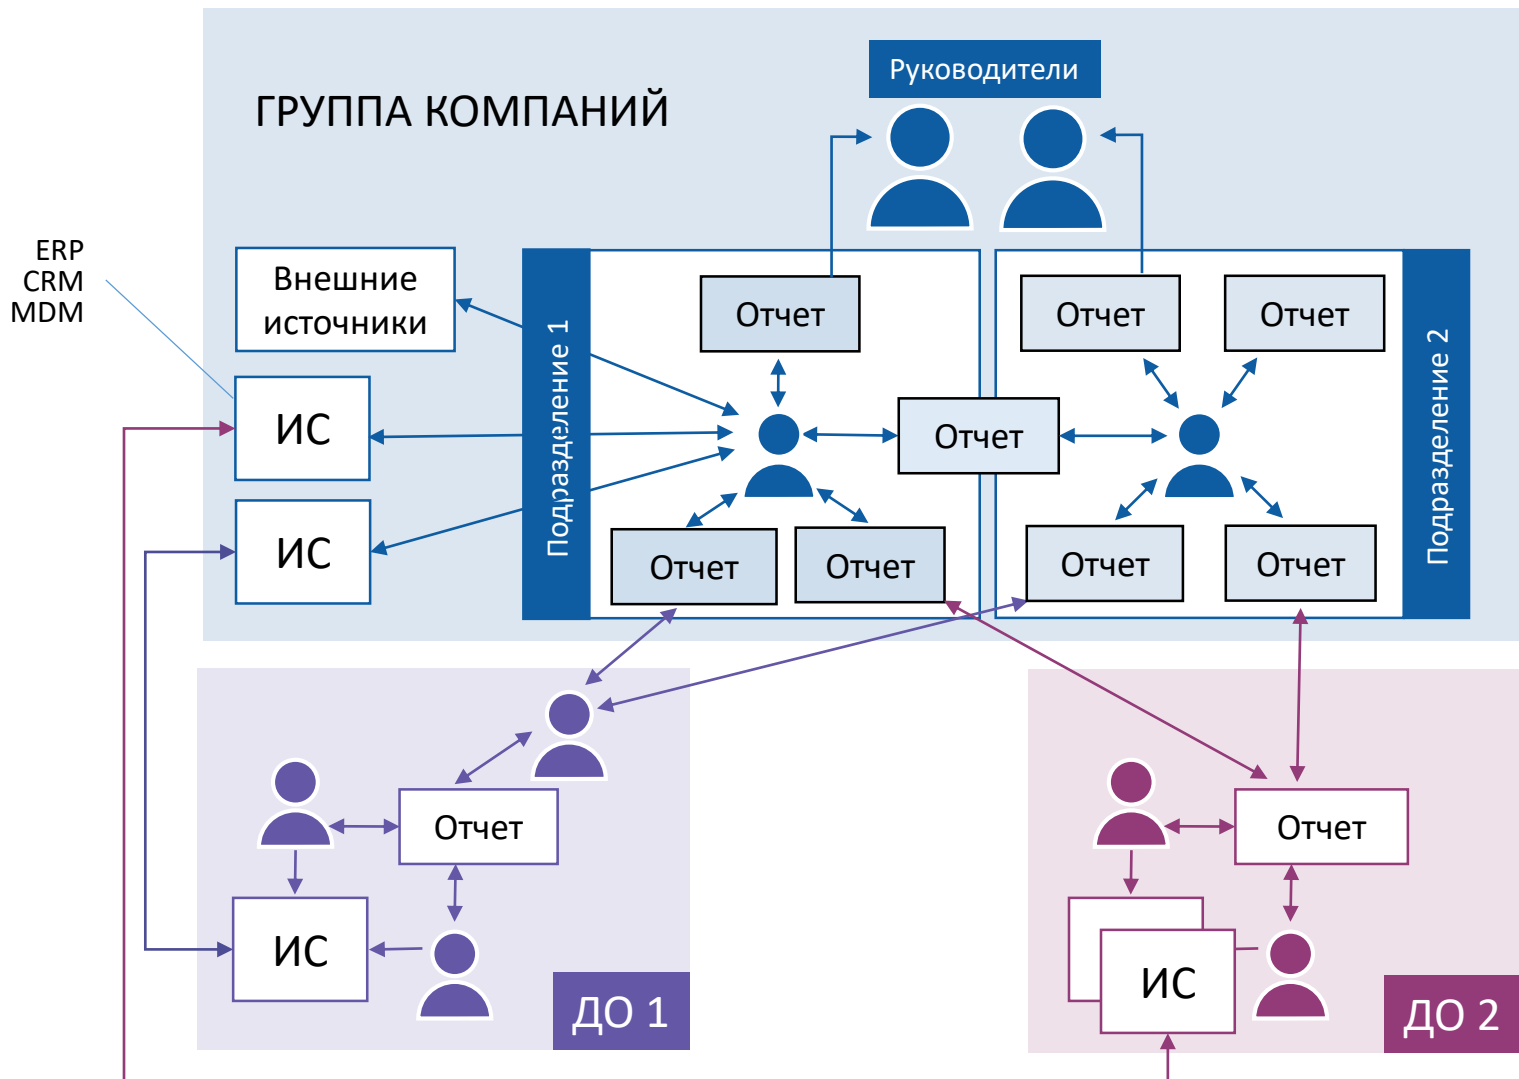 Руководители
ГРУППА КОМПАНИЙ
ERP
CRM
MDM
Внешние
источники
ИС
ИС
Подразделение 1
Отчет
Отчет
Отчет
Отчет
Отчет
Отчет
Отчет
Отчет
Подразделение 2
Отчет
ИС
ДО 1
Отчет
ИС
ДО 2